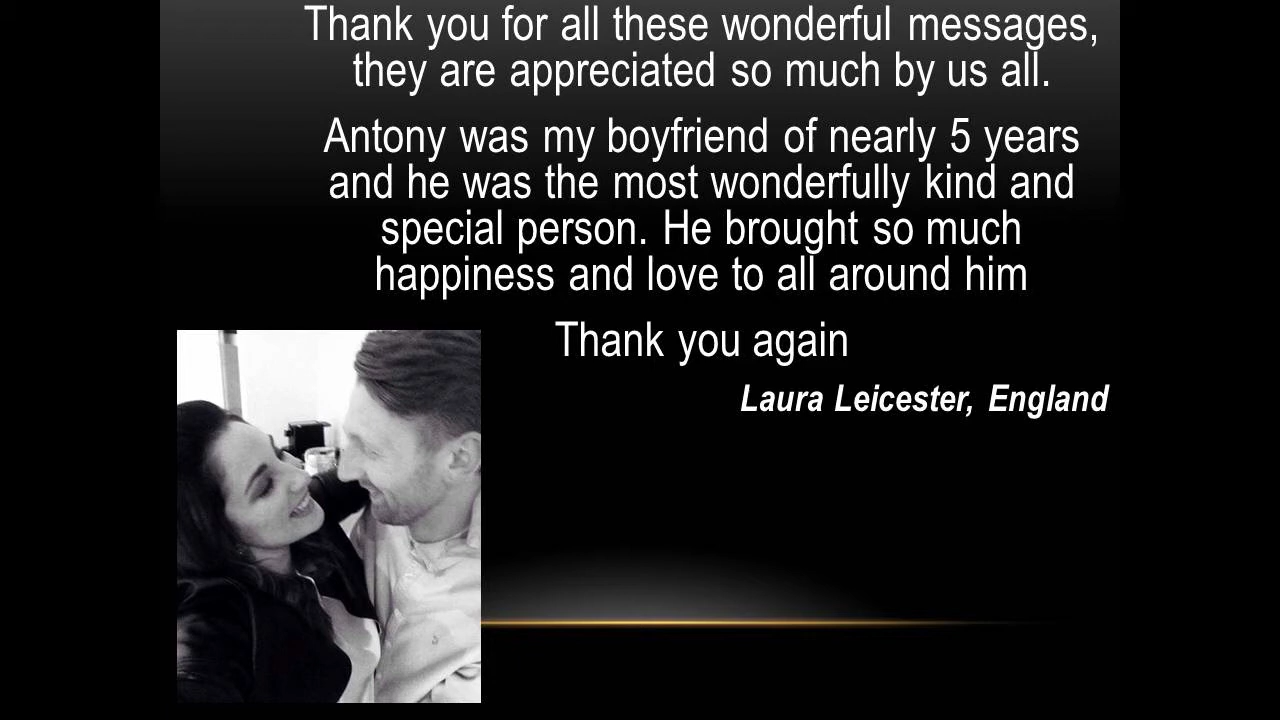 Thank you for all these wonderful messages,
they are appreciated so much by us all.
Antony was my boyfriend of nearly 5 years
and he was the most wonderfully kind and
special person. He brought so much
happiness and love to all around him
Thank you again
Laura Leicester, England